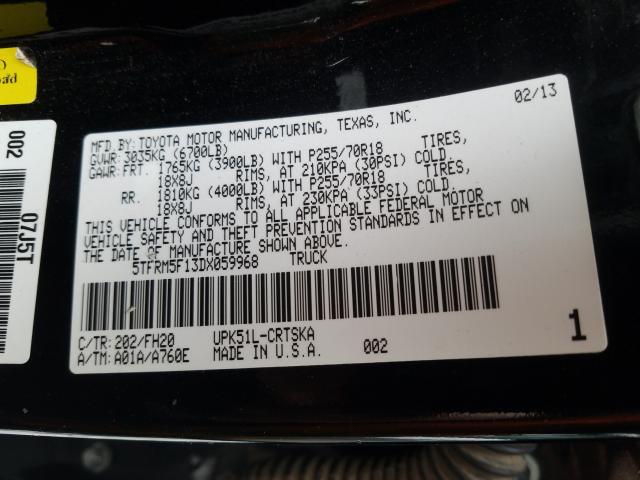 02/13
MFD. BY: TOYOTA MOTOR MANUFACTURING, TEXAS, INC.
GVWR: 3035KG (6700LB)
GAWR: FRT. 1765KG (3900LB) WITH P255/70R18 TIRES,
18X8J RIMS, AT 210KPA (30PSI) COLD.
RR. 1810KG (4000LB) WITH P255/70R18 TIRES,
18X8J RIMS, AT 230KPA (33PSI) COLD.
THIS VEHICLE CONFORMS TO ALL APPLICABLE FEDERAL MOTOR
VEHICLE SAFETY AND THEFT PREVENTION STANDARDS IN EFFECT ON
THE DATE OF MANUFACTURE SHOWN ABOVE.
5TFRM5F13DX059968 TRUCK
C/TR: 202/FH20 UPK51L-CRTSKA
A/TM: A01A/A760E MADE IN U.S.A. 002
1
002 07J5T